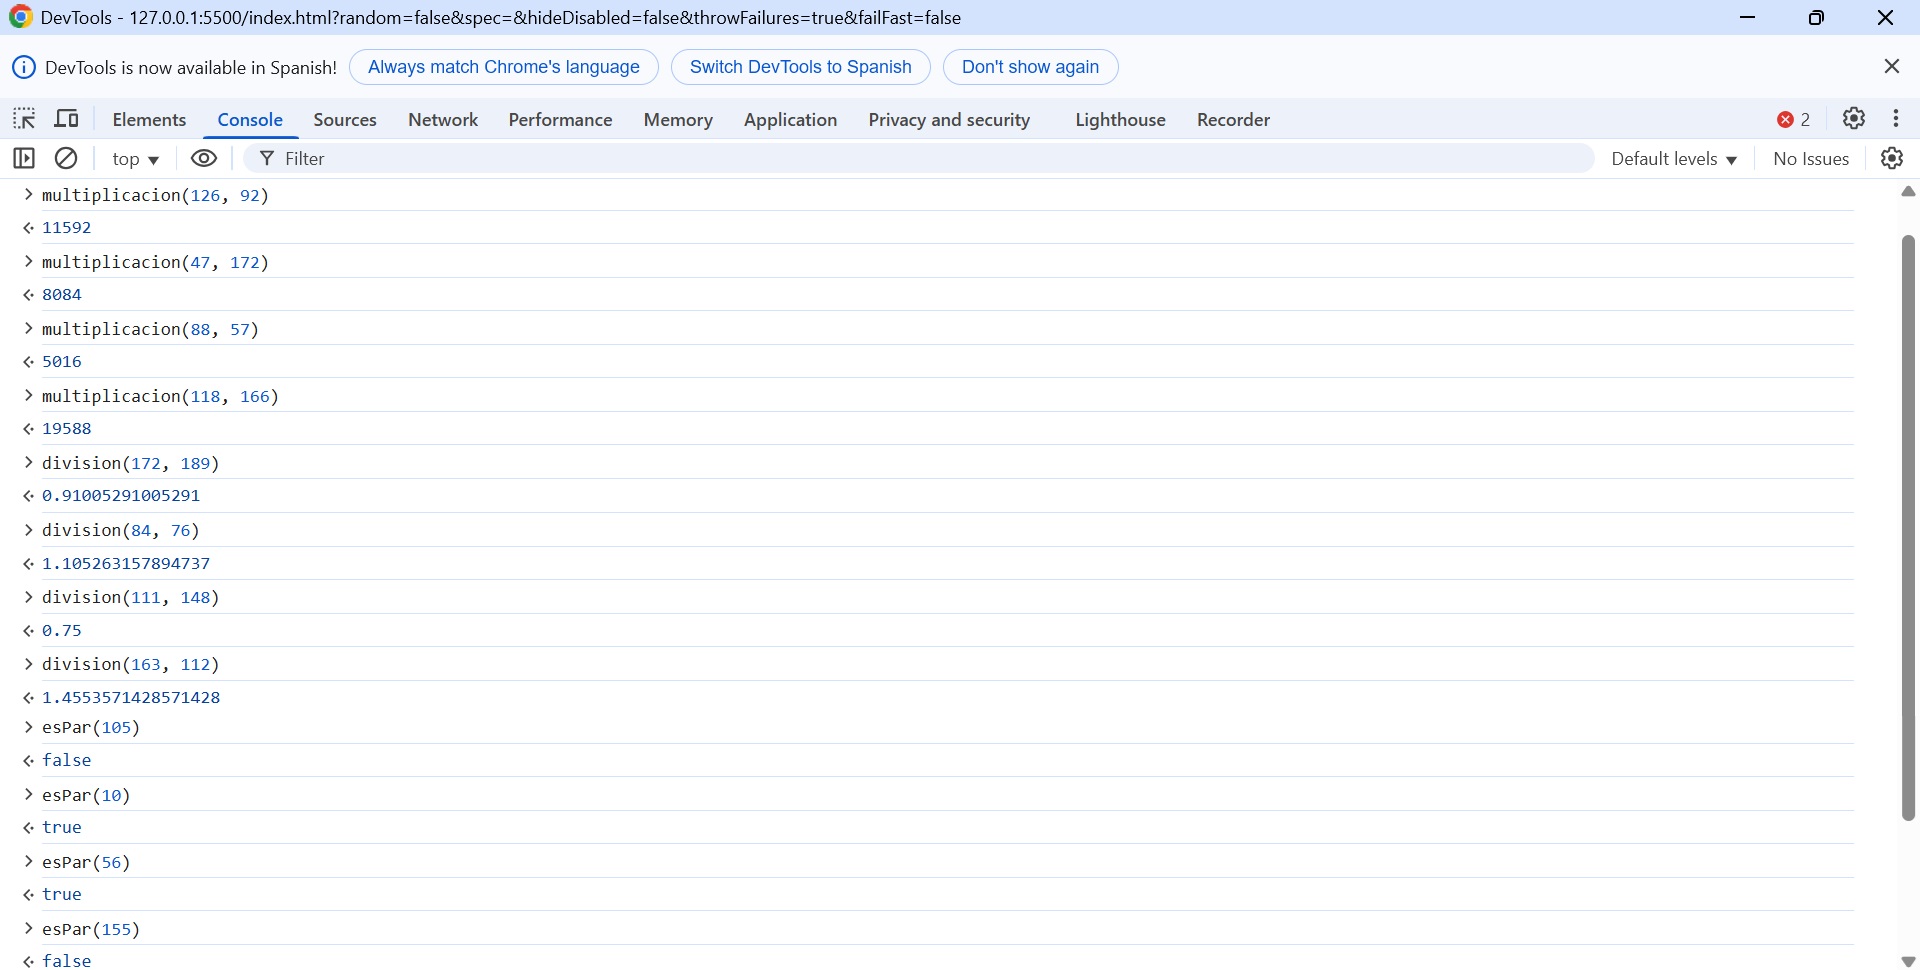 DevTools - 127.0.0.1:5500/index.html?random=false&spec=&hideDisabled=false&throwFailures=true&failFast=false
DevTools is now available in Spanish! Always match Chrome's language Switch DevTools to Spanish Don't show again
Elements Console Sources Network Performance Memory Application Privacy and security Lighthouse Recorder 2
top Filter Default levels No Issues
multiplicacion(126, 92)
11592
multiplicacion(47, 172)
8084
multiplicacion(88, 57)
5016
multiplicacion(118, 166)
19588
division(172, 189)
0.91005291005291
division(84, 76)
1.105263157894737
division(111, 148)
0.75
division(163, 112)
1.4553571428571428
esPar(105)
false
esPar(10)
true
esPar(56)
true
esPar(155)
false